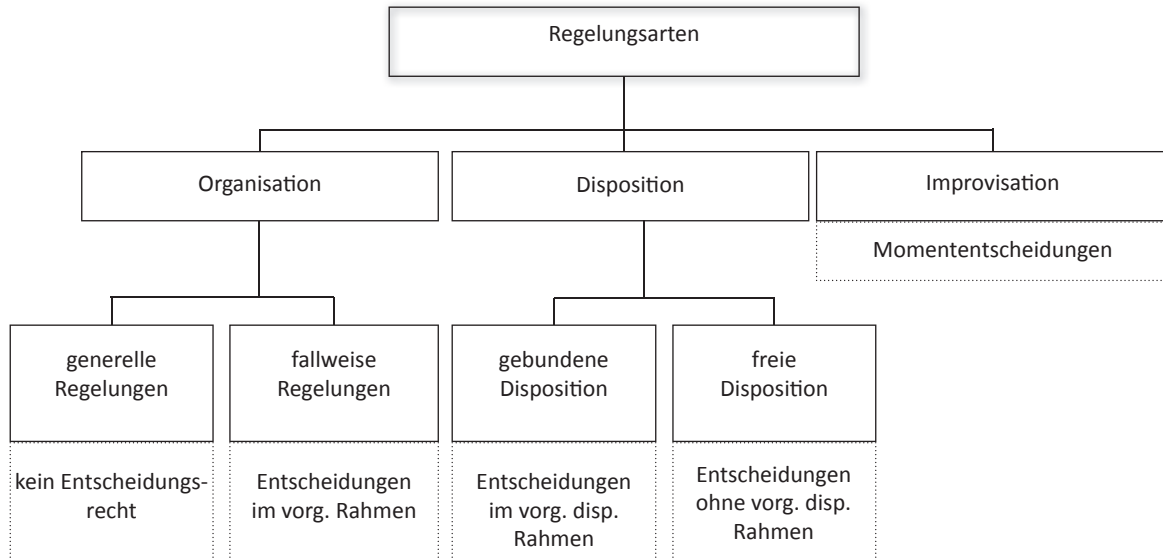 Regelungsarten
Organisation
Disposition
Improvisation
Momententscheidungen
generelle
Regelungen
fallweise
Regelungen
gebundene
Disposition
freie
Disposition
kein Entscheidungs-
recht
Entscheidungen
im vorg. Rahmen
Entscheidungen
im vorg. disp.
Rahmen
Entscheidungen
ohne vorg. disp.
Rahmen